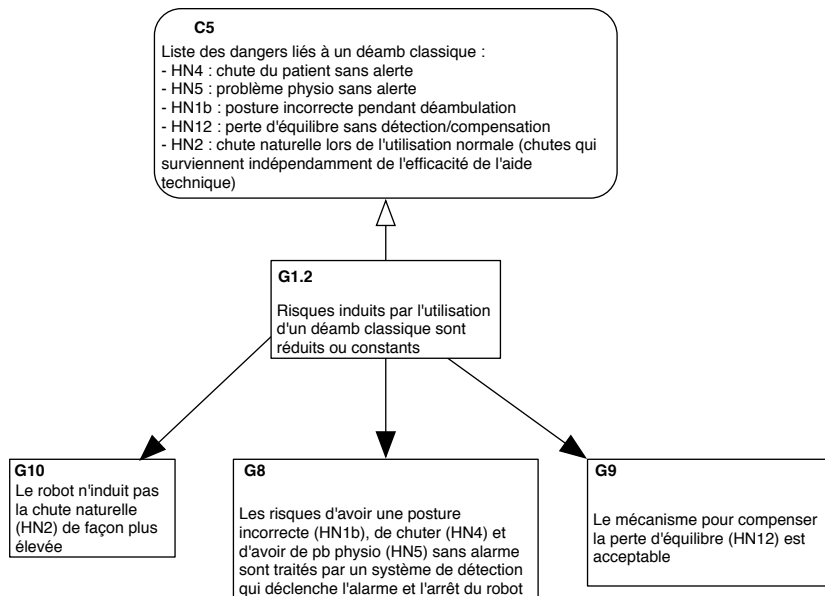 C5
Liste des dangers liés à un déamb classique :
- HN4 : chute du patient sans alerte
- HN5 : problème physio sans alerte
- HN1b : posture incorrecte pendant déambulation
- HN12 : perte d'équilibre sans détection/compensation
- HN2 : chute naturelle lors de l'utilisation normale (chutes qui
surviennent indépendamment de l'efficacité de l'aide
technique)
G1.2
Risques induits par l'utilisation
d'un déamb classique sont
réduits ou constants
G10
Le robot n'induit pas
la chute naturelle
(HN2) de façon plus
élevée
G8
Les risques d'avoir une posture
incorrecte (HN1b), de chuter (HN4) et
d'avoir de pb physio (HN5) sans alarme
sont traités par un système de détection
qui déclenche l'alarme et l'arrêt du robot
G9
Le mécanisme pour compenser
la perte d'équilibre (HN12) est
acceptable